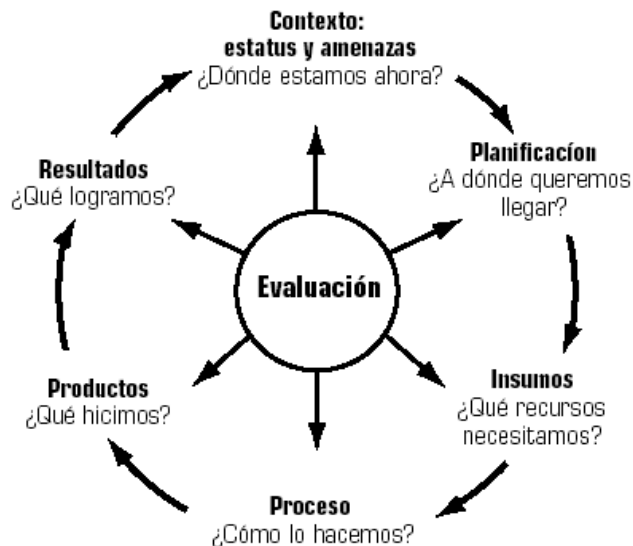 Contexto:
estatus y amenazas
¿Dónde estamos ahora?
Planificacíon
¿A dónde queremos
llegar?
Insumos
¿Qué recursos
necesitamos?
Proceso
¿Cómo lo hacemos?
Productos
¿Qué hicimos?
Resultados
¿Qué logramos?
Evaluación